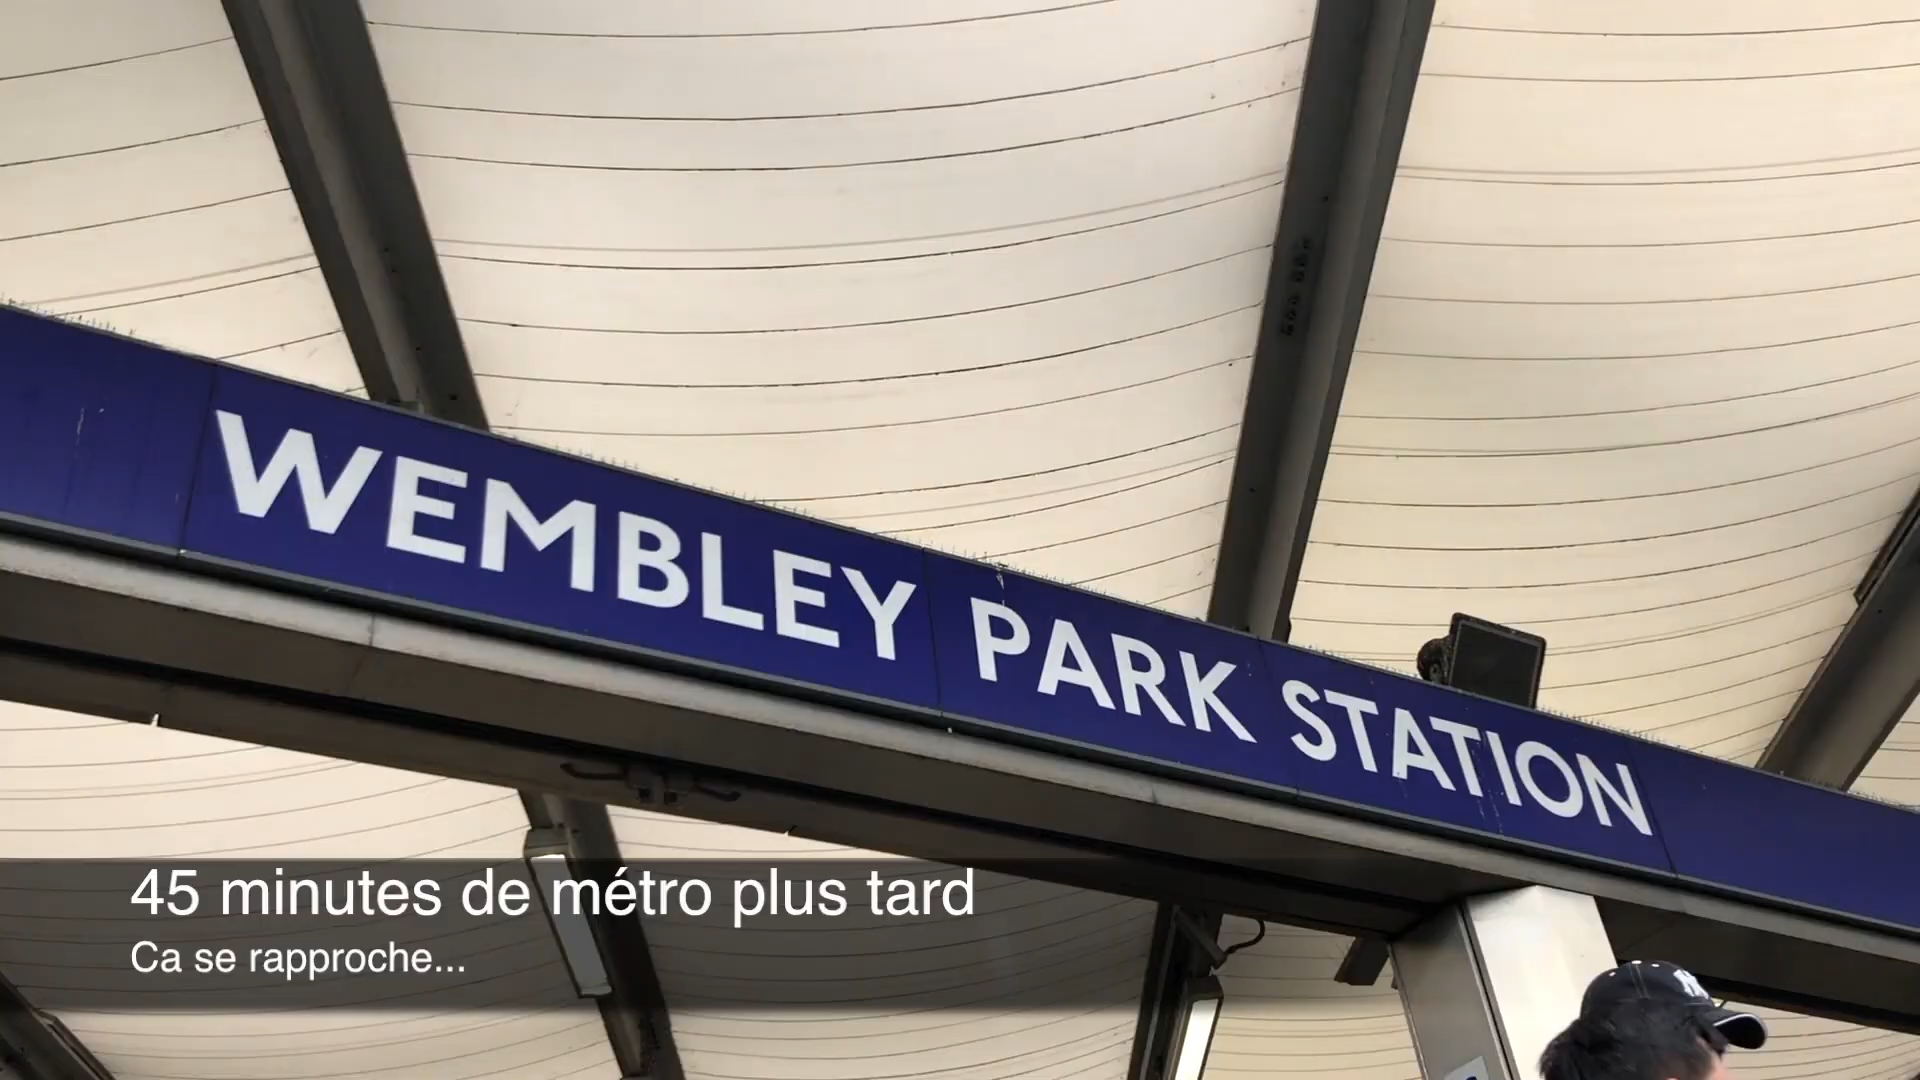 WEMBLEY PARK STATION
45 minutes de métro plus tard
Ca se rapproche...